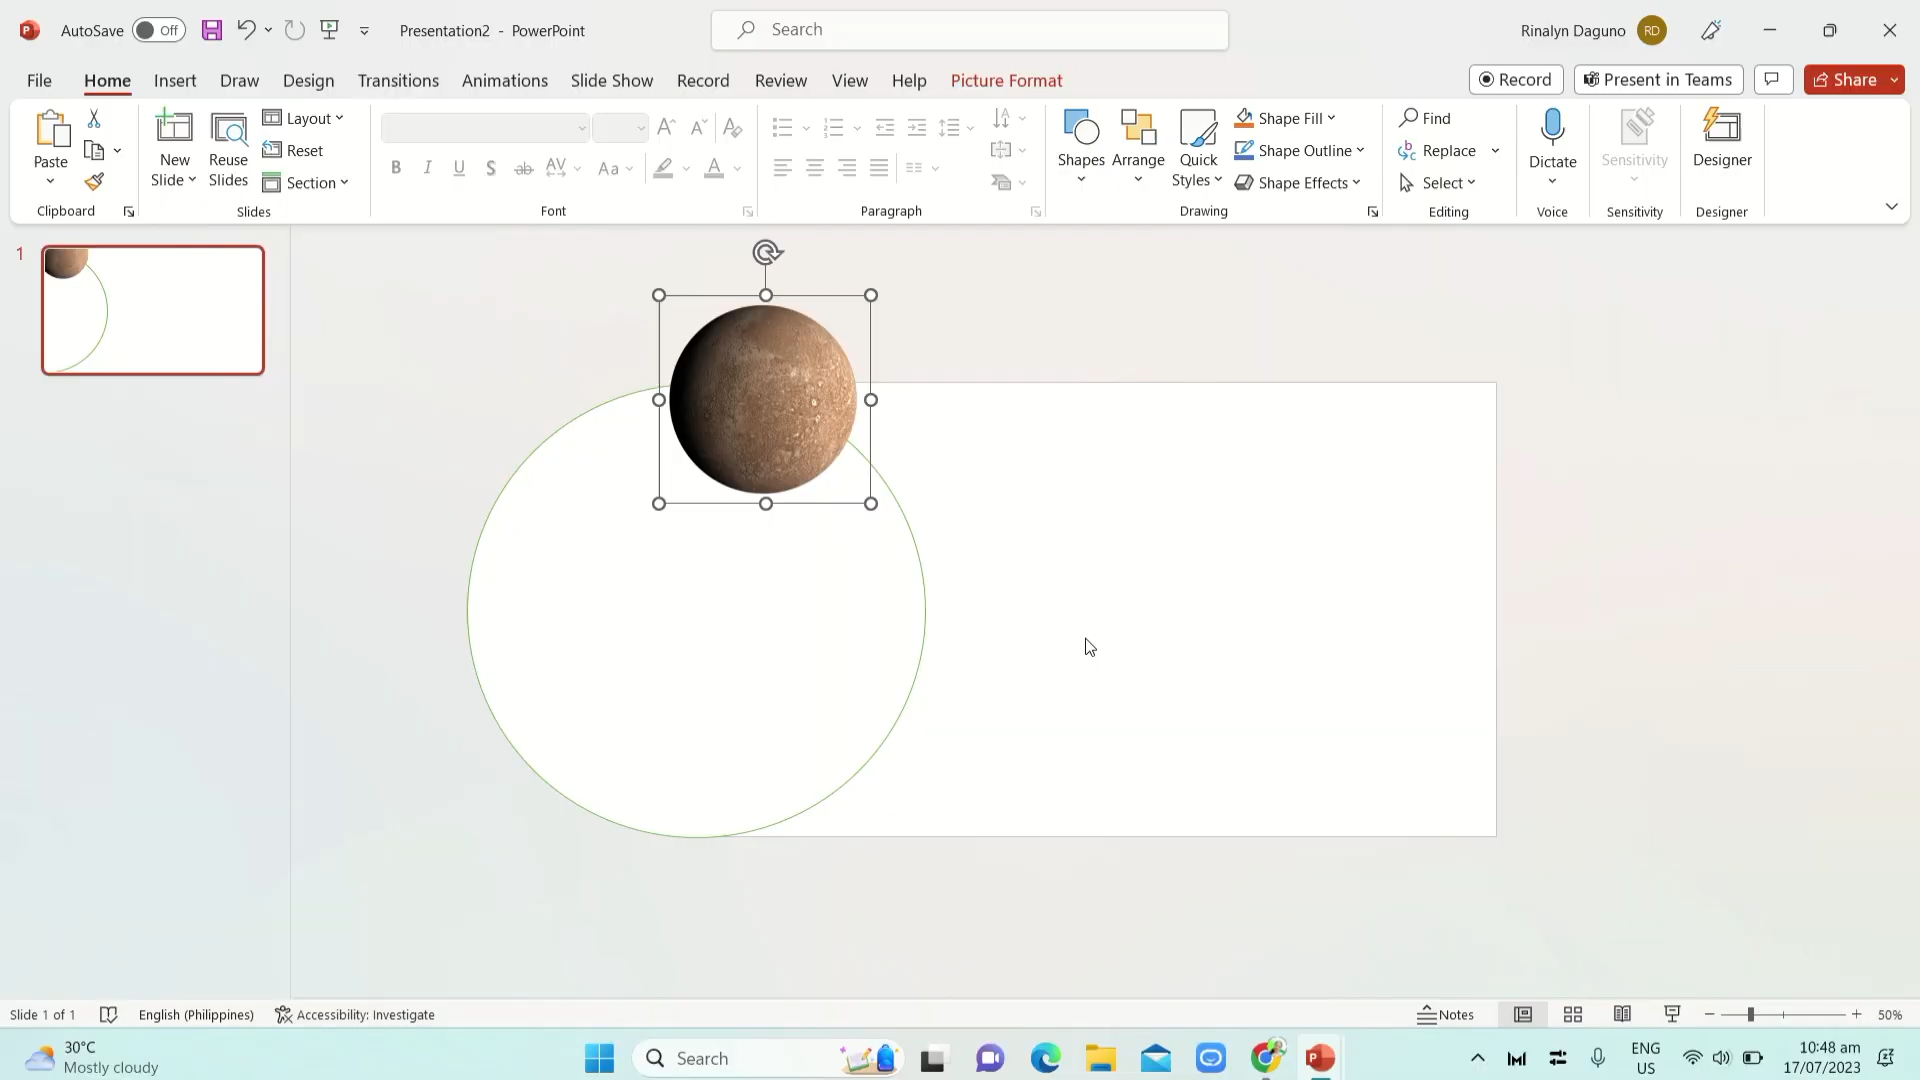 AutoSave Off Presentation2 - PowerPoint Search Rinalyn Daguno RD
File Home Insert Draw Design Transitions Animations Slide Show Record Review View Help Picture Format Record Present in Teams Share
Paste
New Slide
Reuse Slides
Layout
Reset
Section
B I U S ab AV Aa A
Shapes
Arrange
Quick Styles
Shape Fill
Shape Outline
Shape Effects
Find
Replace
Select
Dictate
Sensitivity
Designer
Clipboard Slides Font Paragraph Drawing Editing Voice Sensitivity Designer
1
Slide 1 of 1 English (Philippines) Accessibility: Investigate Notes 50%
30°C
Mostly cloudy
Search
ENG
US
10:48 am
17/07/2023